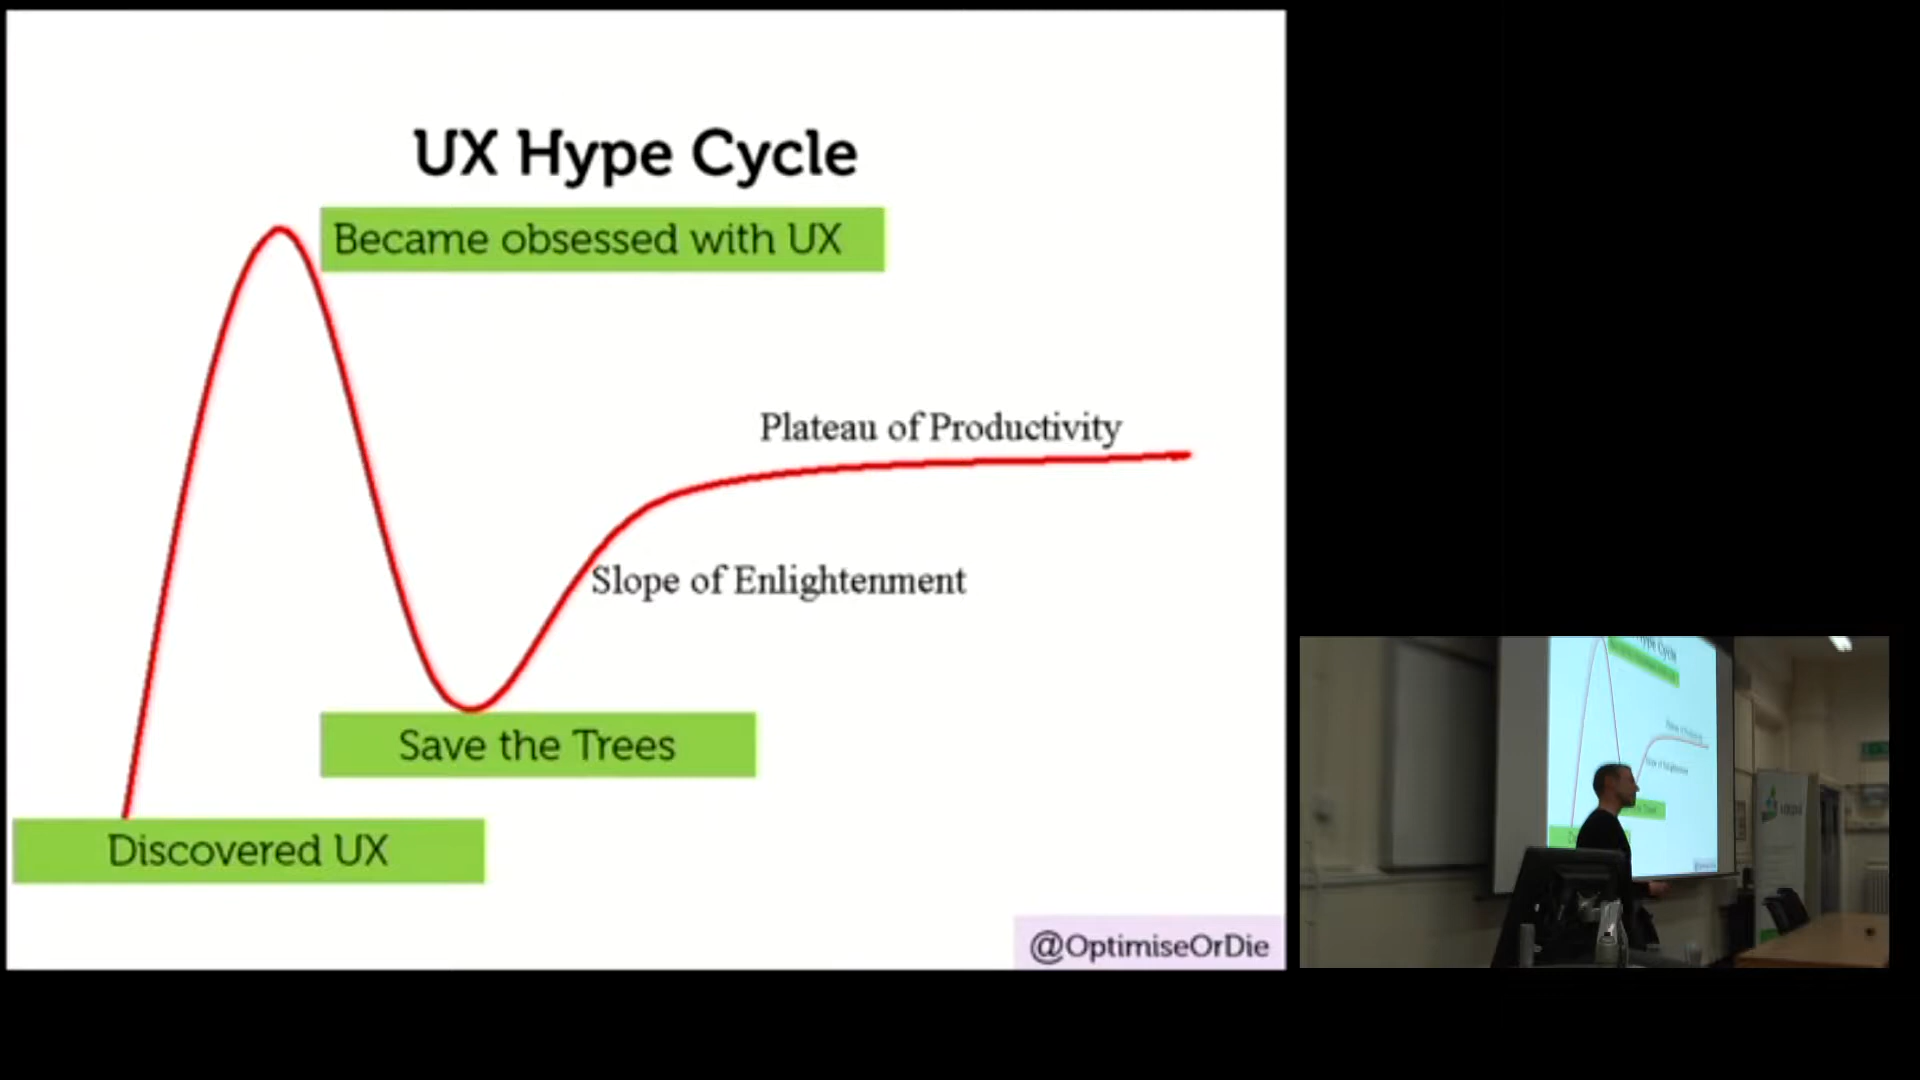 UX Hype Cycle
Became obsessed with UX
Plateau of Productivity
Slope of Enlightenment
Save the Trees
Discovered UX
@OptimiseOrDie